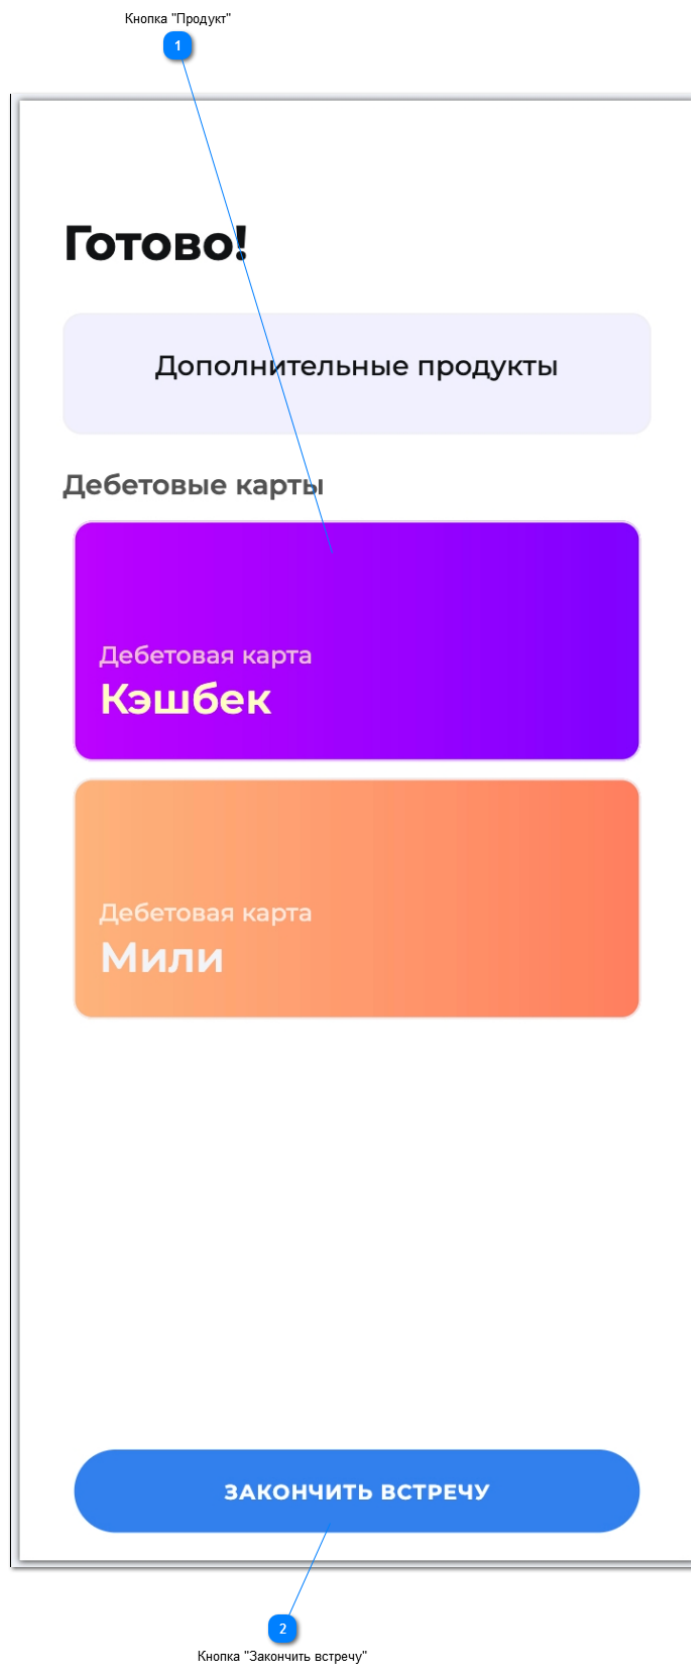 Кнопка "Продукт"
1
Готово!
Дополнительные продукты
Дебетовые карты
Дебетовая карта
Кэшбек
Дебетовая карта
Мили
ЗАКОНЧИТЬ ВСТРЕЧУ
2
Кнопка "Закончить встречу"